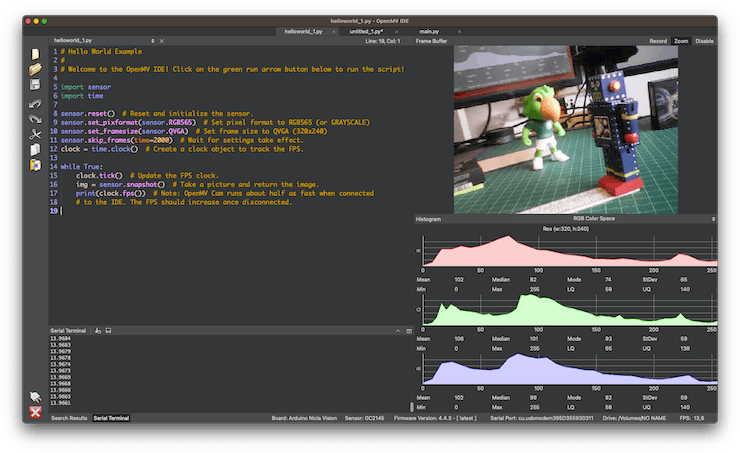 helloworld_1.py - OpenMV IDE
helloworld_1.py untitled_1.py* main.py
helloworld_1.py Line: 19, Col: 1 Frame Buffer Record Zoom Disable
1 # Hello World Example
2 #
3 # Welcome to the OpenMV IDE! Click on the green run arrow button below to run the script!
4
5 import sensor
6 import time
7
8 sensor.reset() # Reset and initialize the sensor.
9 sensor.set_pixformat(sensor.RGB565) # Set pixel format to RGB565 (or GRAYSCALE)
10 sensor.set_framesize(sensor.QVGA) # Set frame size to QVGA (320x240)
11 sensor.skip_frames(time=2000) # Wait for settings take effect.
12 clock = time.clock() # Create a clock object to track the FPS.
13
14 while True:
15 clock.tick() # Update the FPS clock.
16 img = sensor.snapshot() # Take a picture and return the image.
17 print(clock.fps()) # Note: OpenMV Cam runs about half as fast when connected
18 # to the IDE. The FPS should increase once disconnected.
19
Histogram RGB Color Space
Res (w:320, h:240)
R
0 50 100 150 200 250
Mean 102 Median 82 Mode 74 StDev 65
Min 0 Max 255 LQ 58 UQ 140
G
0 50 100 150 200 250
Mean 106 Median 101 Mode 93 StDev 59
Min 0 Max 255 LQ 65 UQ 138
B
0 50 100 150 200 250
Mean 102 Median 99 Mode 82 StDev 59
Min 0 Max 255 LQ 58 UQ 140
Serial Terminal
13.9684
13.9683
13.9679
13.9678
13.9674
13.9673
13.9669
13.9668
13.9668
13.9666
13.9663
13.9661
Search Results Serial Terminal Board: Arduino Nicla Vision Sensor: GC2145 Firmware Version: 4.4.3 - [ latest ] Serial Port: cu.usbmodem395D355930311 Drive: /Volumes/NO NAME FPS: 13,9